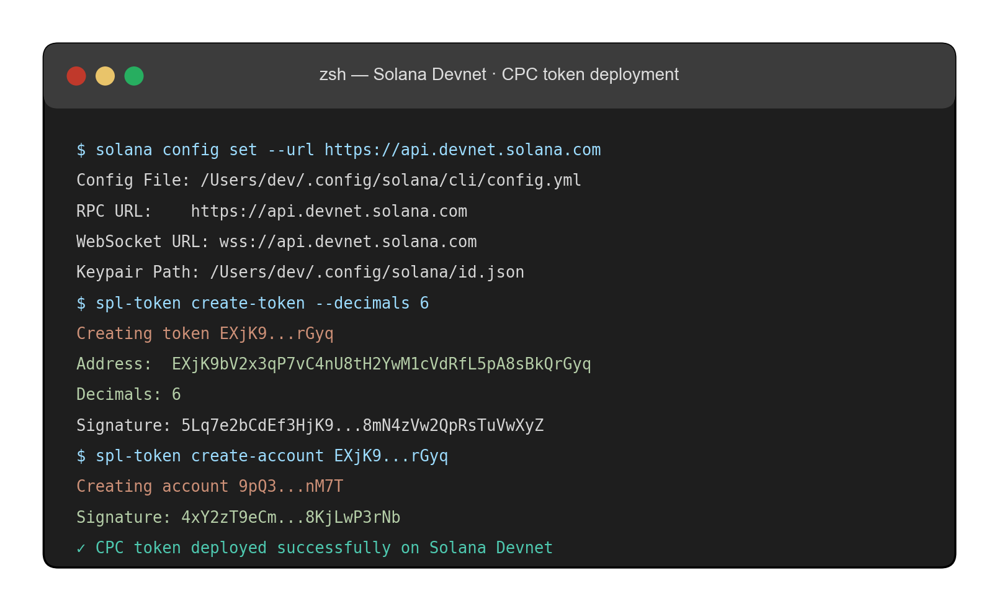 zsh — Solana Devnet · CPC token deployment
$ solana config set --url https://api.devnet.solana.com
Config File: /Users/dev/.config/solana/cli/config.yml
RPC URL:    https://api.devnet.solana.com
WebSocket URL: wss://api.devnet.solana.com
Keypair Path: /Users/dev/.config/solana/id.json
$ spl-token create-token --decimals 6
Creating token EXjK9...rGyq
Address:  EXjK9bV2x3qP7vC4nU8tH2YwM1cVdRfL5pA8sBkQrGyq
Decimals: 6
Signature: 5Lq7e2bCdEf3HjK9...8mN4zVw2QpRsTuVwXyZ
$ spl-token create-account EXjK9...rGyq
Creating account 9pQ3...nM7T
Signature: 4xY2zT9eCm...8KjLwP3rNb
✓ CPC token deployed successfully on Solana Devnet